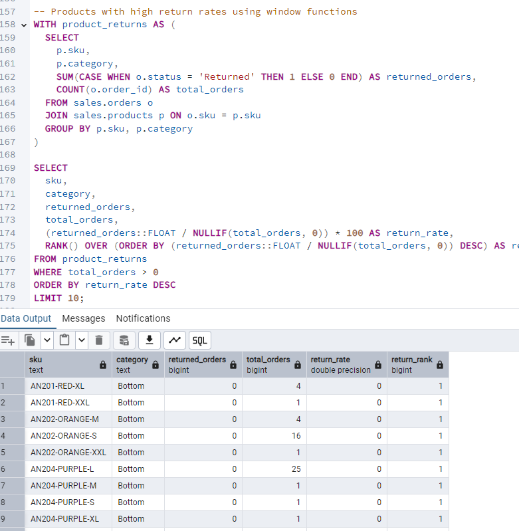 157 -- Products with high return rates using window functions
158 WITH product_returns AS (
159 SELECT
160 p.sku,
161 p.category,
162 SUM(CASE WHEN o.status = 'Returned' THEN 1 ELSE 0 END) AS returned_orders,
163 COUNT(o.order_id) AS total_orders
164 FROM sales.orders o
165 JOIN sales.products p ON o.sku = p.sku
166 GROUP BY p.sku, p.category
167 )
168
169 SELECT
170 sku,
171 category,
172 returned_orders,
173 total_orders,
174 (returned_orders::FLOAT / NULLIF(total_orders, 0)) * 100 AS return_rate,
175 RANK() OVER (ORDER BY (returned_orders::FLOAT / NULLIF(total_orders, 0)) DESC) AS re
176 FROM product_returns
177 WHERE total_orders > 0
178 ORDER BY return_rate DESC
179 LIMIT 10;
Data Output Messages Notifications
SQL
sku category returned_orders total_orders return_rate return_rank
text text bigint bigint double precision bigint
1 AN201-RED-XL Bottom 0 4 0 1
2 AN201-RED-XXL Bottom 0 1 0 1
3 AN202-ORANGE-M Bottom 0 4 0 1
4 AN202-ORANGE-S Bottom 0 16 0 1
5 AN202-ORANGE-XXL Bottom 0 1 0 1
6 AN204-PURPLE-L Bottom 0 25 0 1
7 AN204-PURPLE-M Bottom 0 1 0 1
8 AN204-PURPLE-S Bottom 0 1 0 1
9 AN204-PURPLE-XL Bottom 0 1 0 1